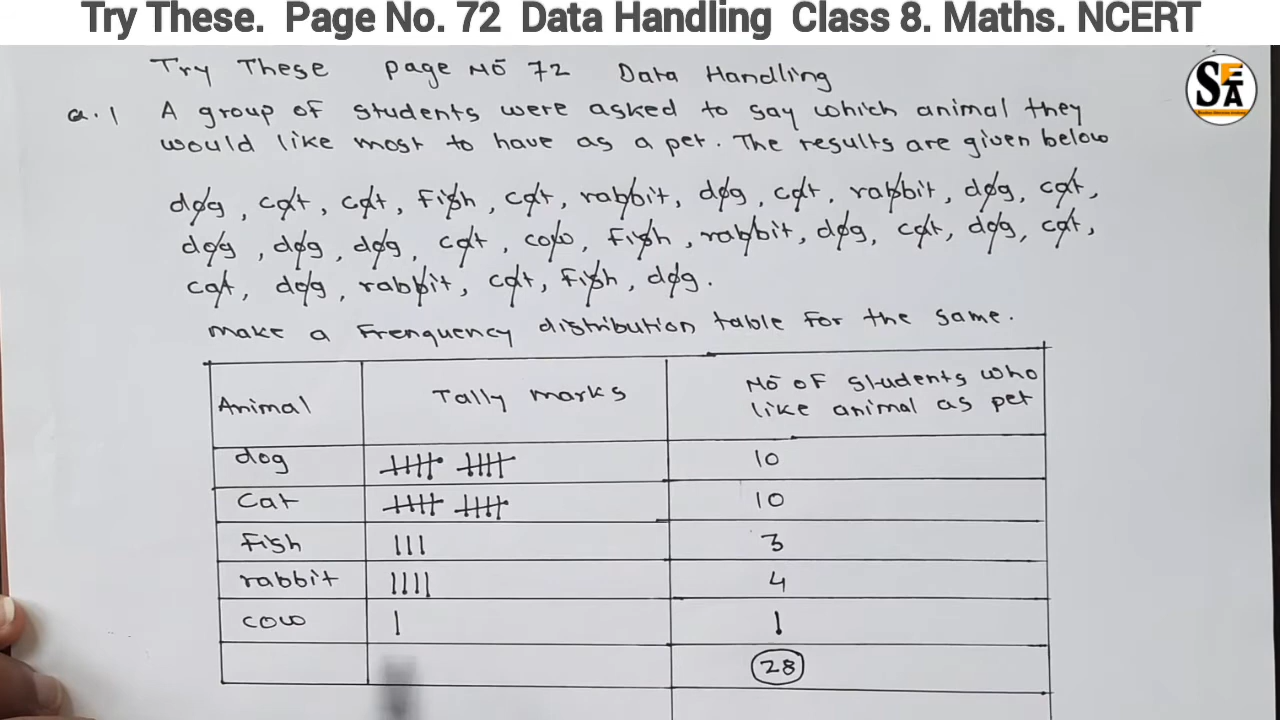 Try These. Page No. 72 Data Handling Class 8. Maths. NCERT
Try These Page No 72 Data Handling
Q.1 A group of students were asked to say which animal they
would like most to have as a pet. The results are given below
dog, cat, cat, Fish, cat, rabbit, dog, cat, rabbit, dog, cat,
dog, dog, dog, cat, cow, fish, rabbit, dog, cat, dog, cat,
cat, dog, rabbit, cat, fish, dog.
make a Frenquency distribution table for the same.
Animal Tally marks No of students who
like animal as pet
dog 𝍸 𝍸 10
cat 𝍸 𝍸 10
fish ||| 3
rabbit |||| 4
cow | 1
28
SEA